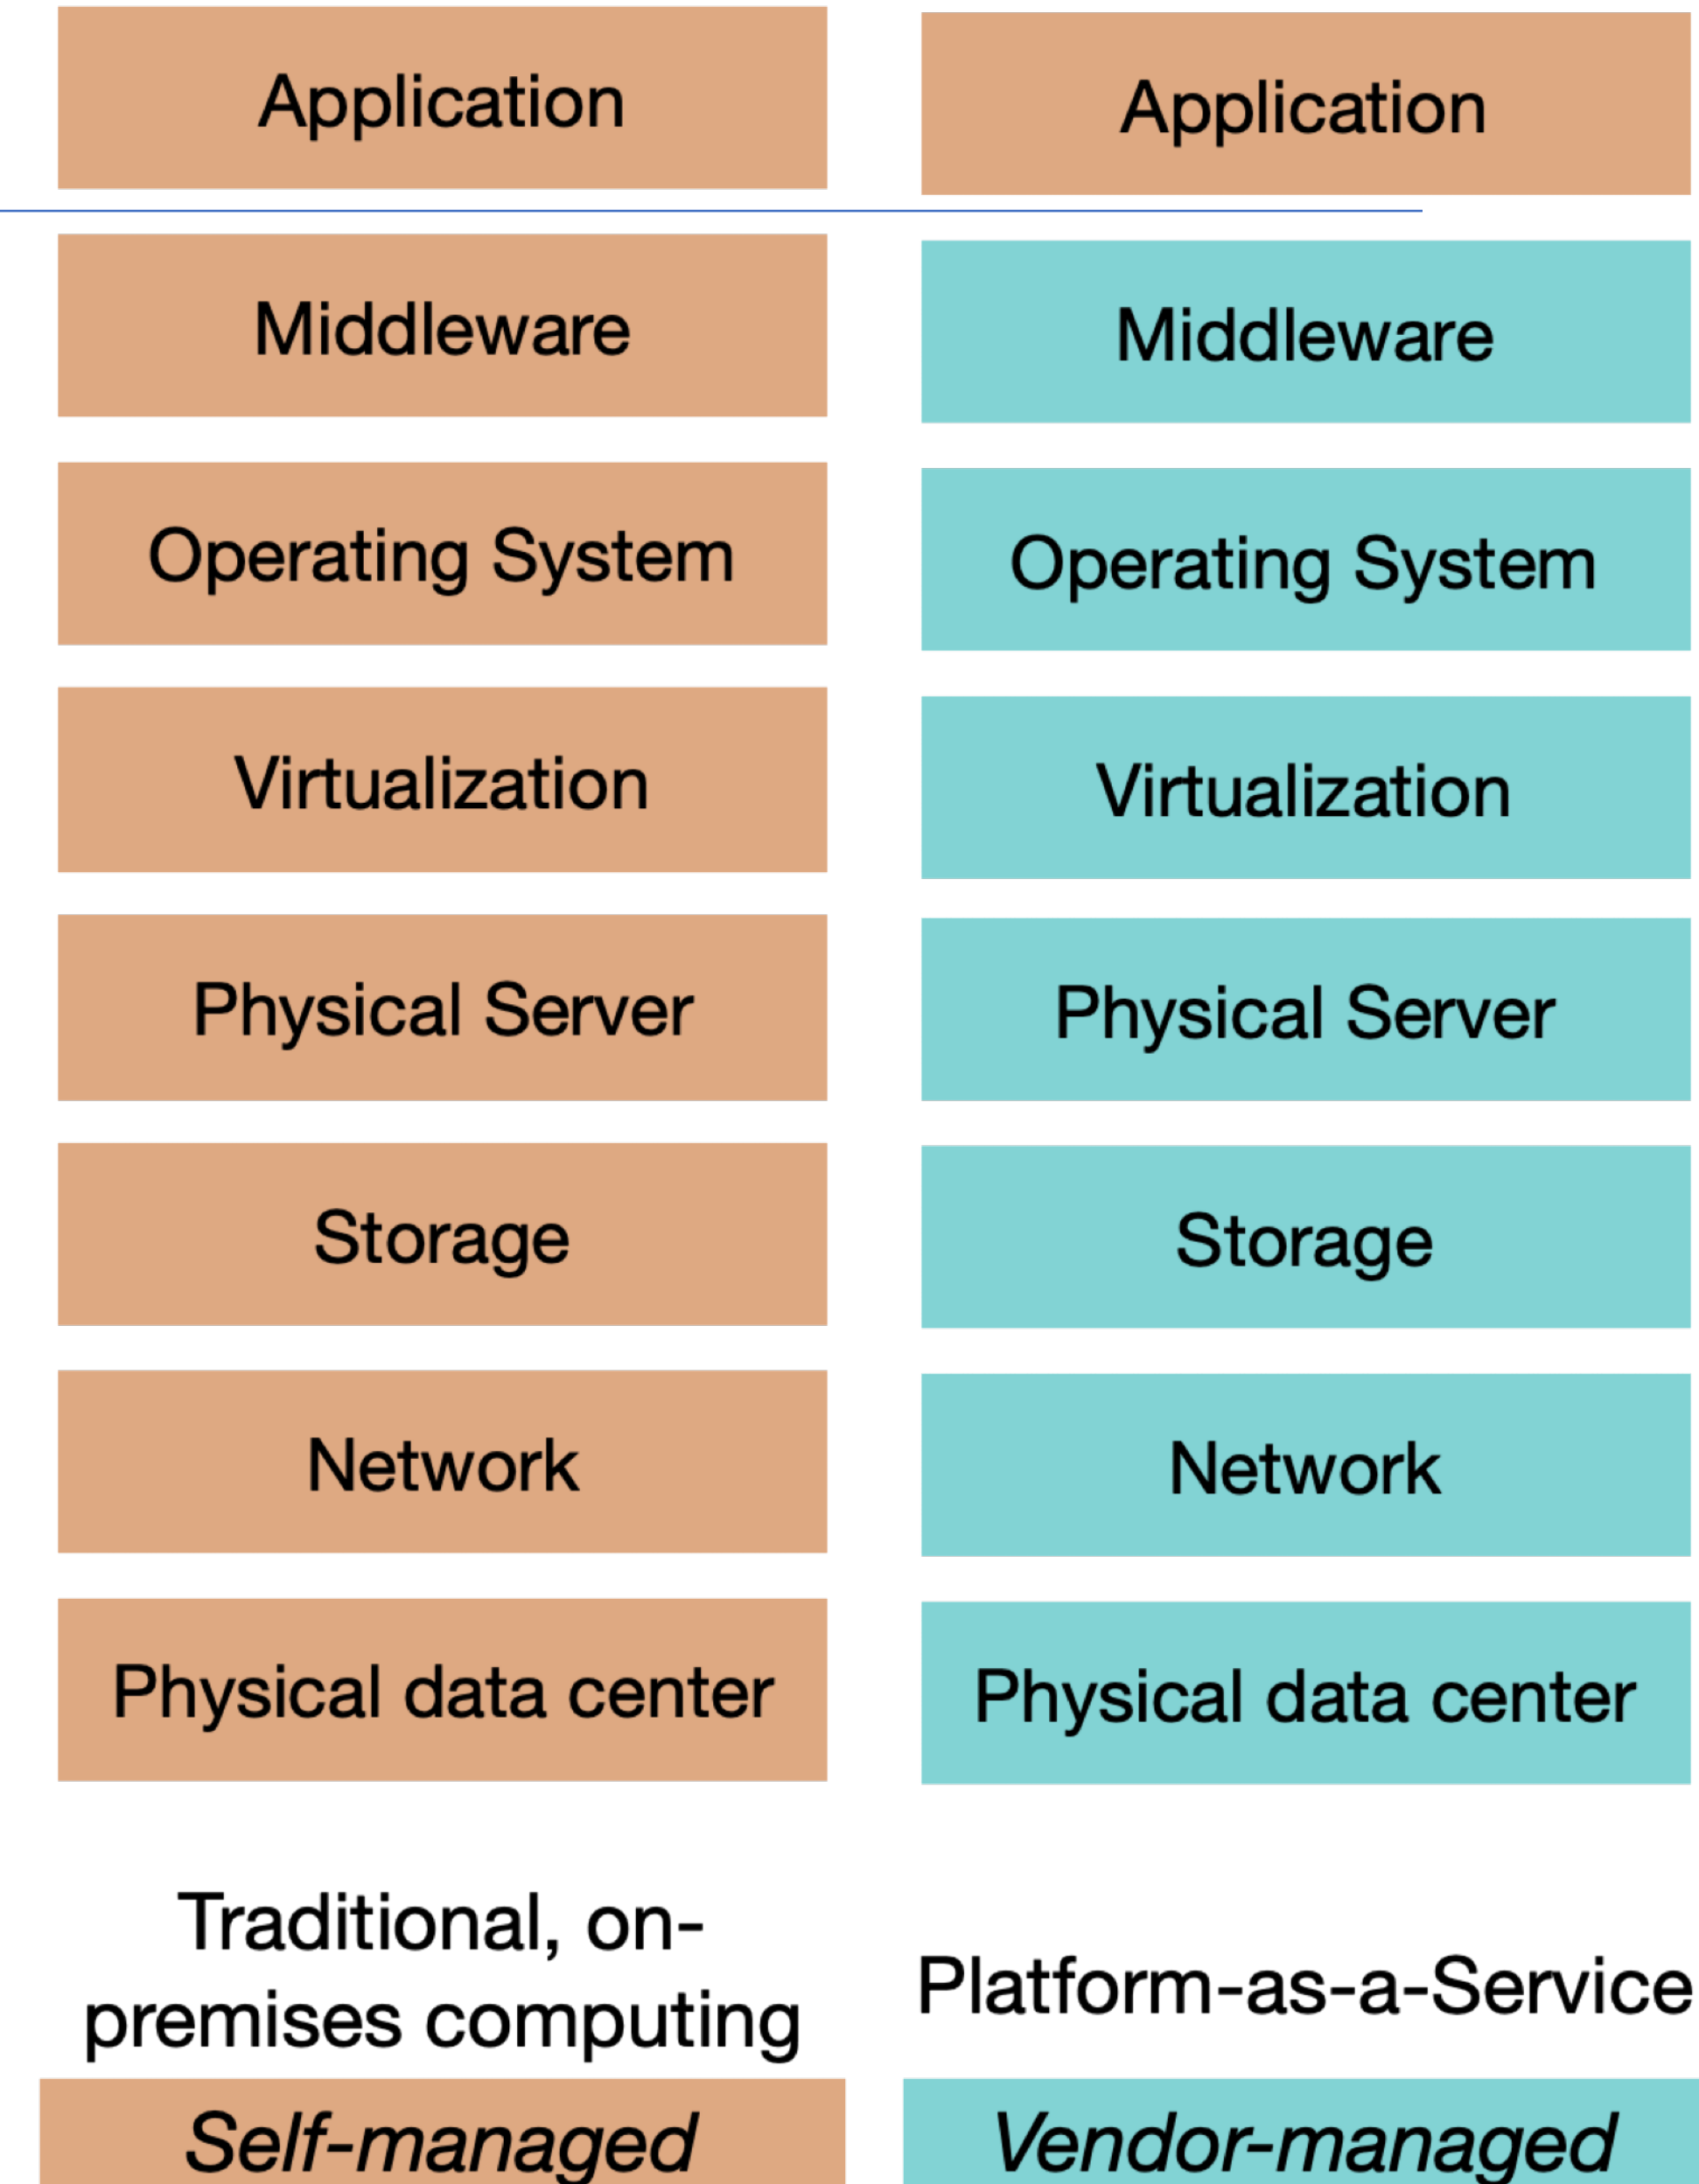 Application
Middleware
Operating System
Virtualization
Physical Server
Storage
Network
Physical data center
Traditional, on-
premises computing
Self-managed
Application
Middleware
Operating System
Virtualization
Physical Server
Storage
Network
Physical data center
Platform-as-a-Service
Vendor-managed